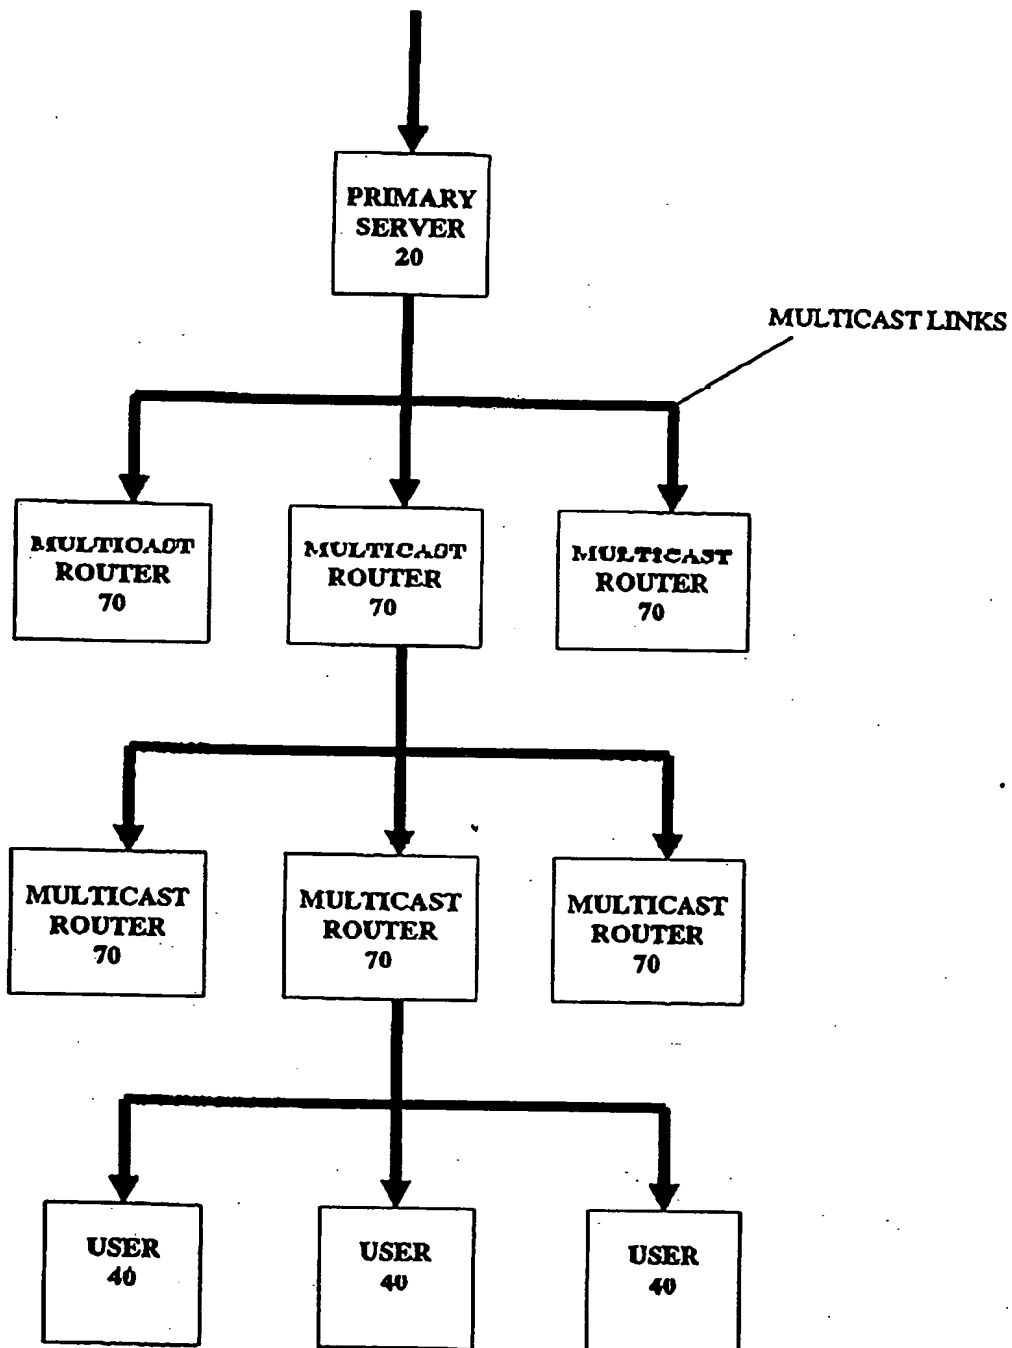 PRIMARY
SERVER
20
MULTICAST LINKS
MULTICAST
ROUTER
70
MULTICAST
ROUTER
70
MULTICAST
ROUTER
70
MULTICAST
ROUTER
70
MULTICAST
ROUTER
70
MULTICAST
ROUTER
70
USER
40
USER
40
USER
40